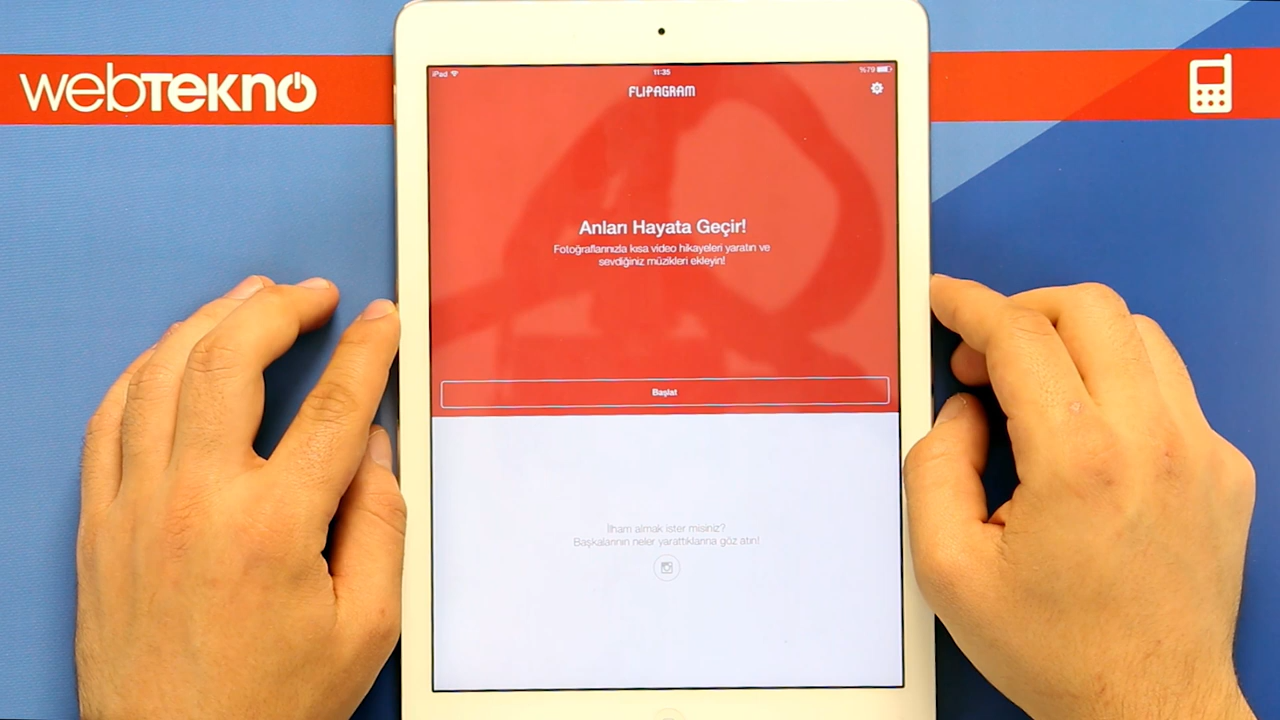 webTEKNO
iPad
11:35
%79
FLIPAGRAM
Anları Hayata Geçir!
Fotoğraflarınızla kısa video hikayeleri yaratın ve
sevdiğiniz müzikleri ekleyin!
Başlat
İlham almak ister misiniz?
Başkalarının neler yarattıklarına göz atın!